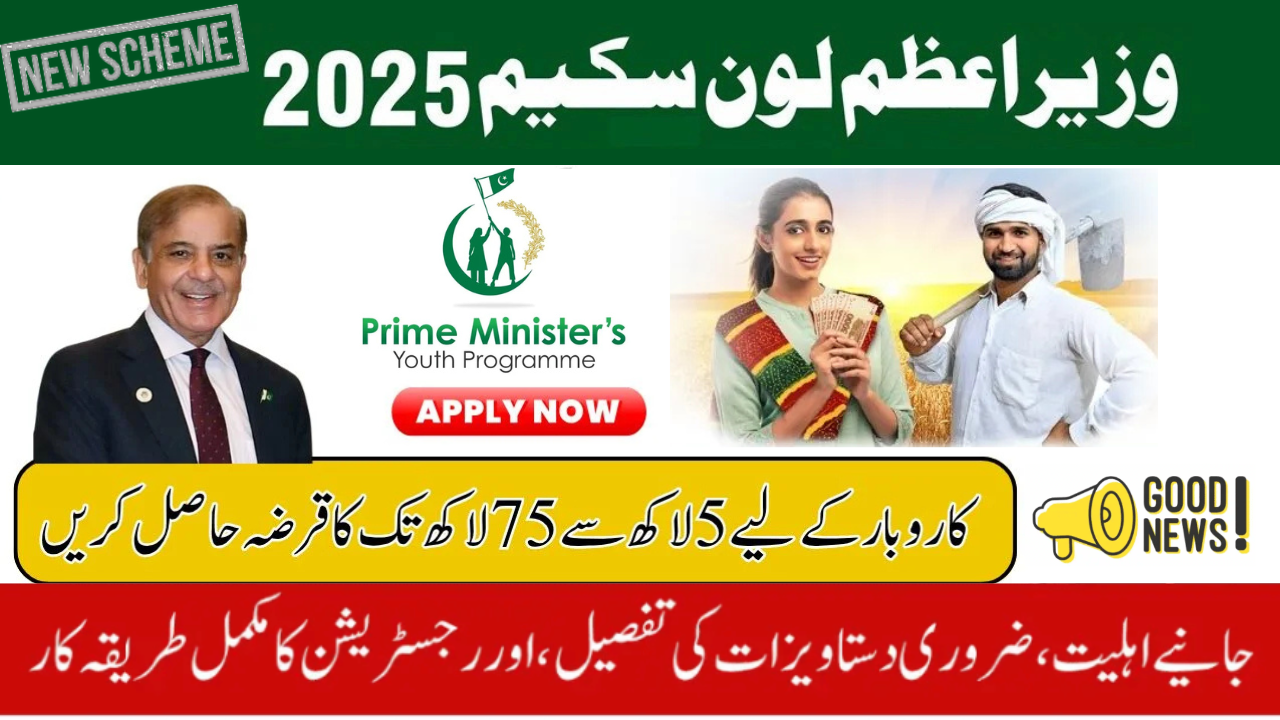 NEW SCHEME
وزیراعظم لون سکیم 2025
Prime Minister's
Youth Programme
APPLY NOW
کاروبار کے لیے 5 لاکھ سے 75 لاکھ تک کا قرضہ حاصل کریں
GOOD
NEWS!
جانیے اہلیت، ضروری دستاویزات کی تفصیل، اور رجسٹریشن کا مکمل طریقہ کار